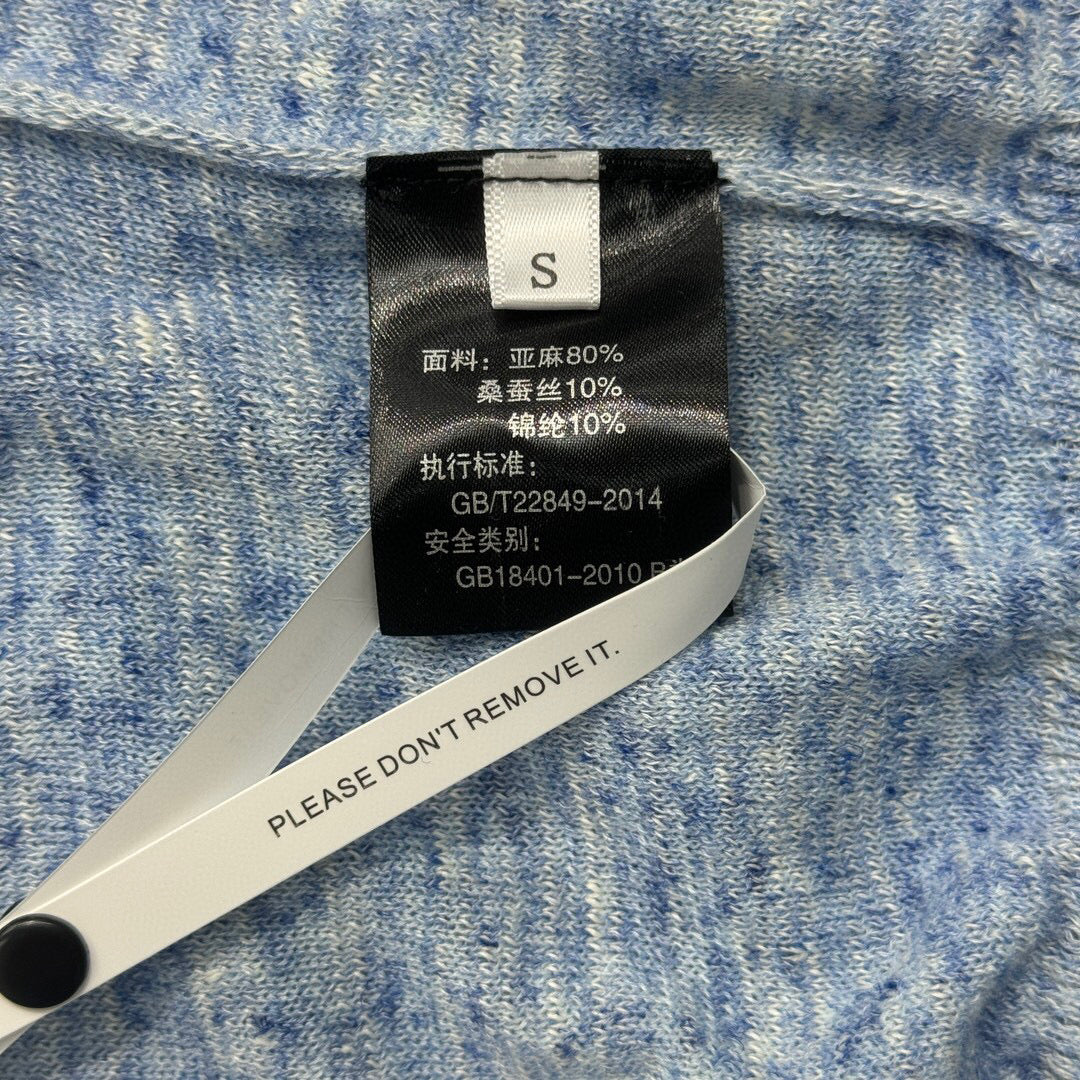 S
面料：亚麻80%
桑蚕丝10%
锦纶10%
执行标准：
GB/T22849-2014
安全类别：
GB18401-2010 B
PLEASE DON'T REMOVE IT.